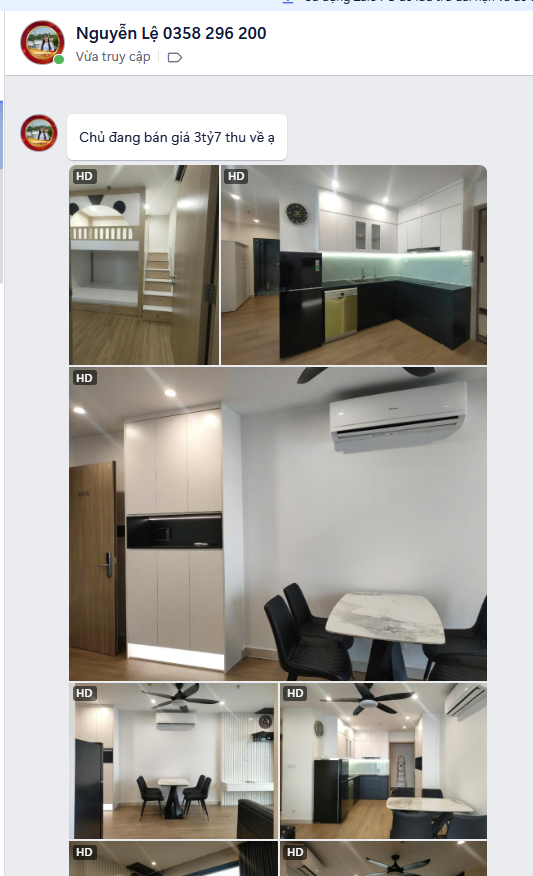 Nguyễn Lệ 0358 296 200
Vừa truy cập
Chủ đang bán giá 3tỷ7 thu về ạ
HD
HD
HD
HD
HD
HD
HD